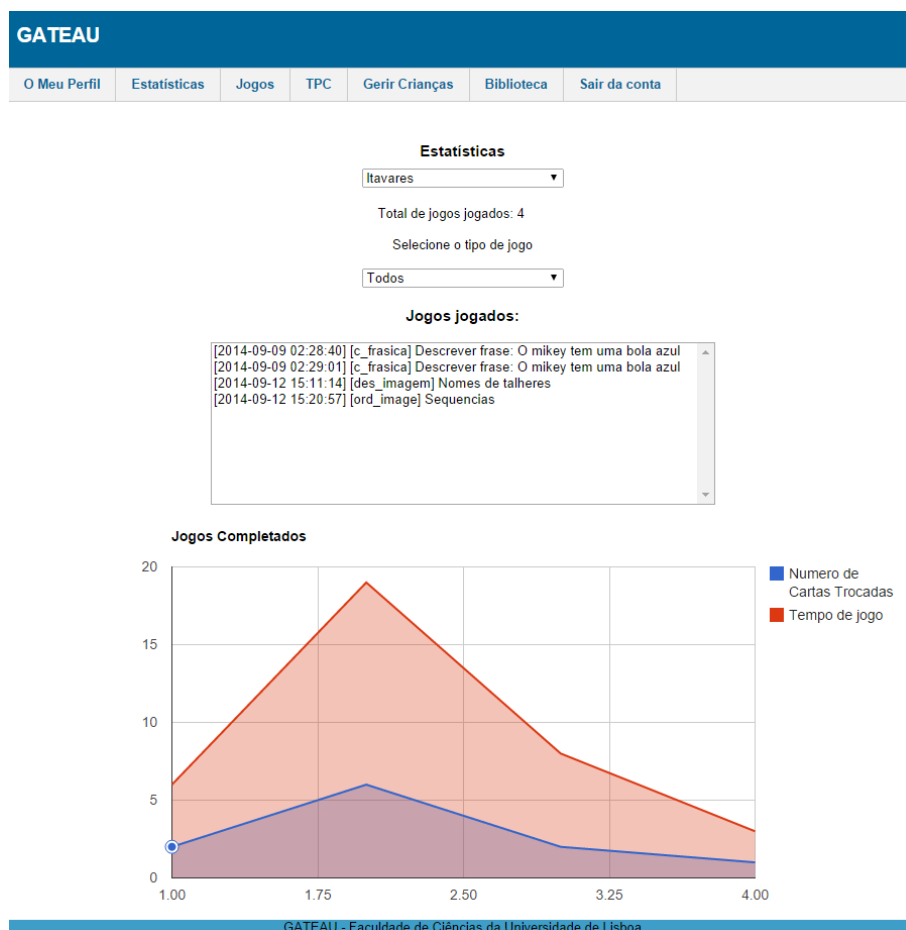 GATEAU
O Meu Perfil Estatísticas Jogos TPC Gerir Crianças Biblioteca Sair da conta
Estatísticas
ltavares
Total de jogos jogados: 4
Selecione o tipo de jogo
Todos
Jogos jogados:
[2014-09-09 02:28:40] [c_frasica] Descrever frase: O mikey tem uma bola azul
[2014-09-09 02:29:01] [c_frasica] Descrever frase: O mikey tem uma bola azul
[2014-09-12 15:11:14] [des_imagem] Nomes de talheres
[2014-09-12 15:20:57] [ord_image] Sequencias
Jogos Completados
20
15
10
5
0
1.00 1.75 2.50 3.25 4.00
Numero de
Cartas Trocadas
Tempo de jogo
GATEAU - Faculdade de Ciências da Universidade de Lisboa